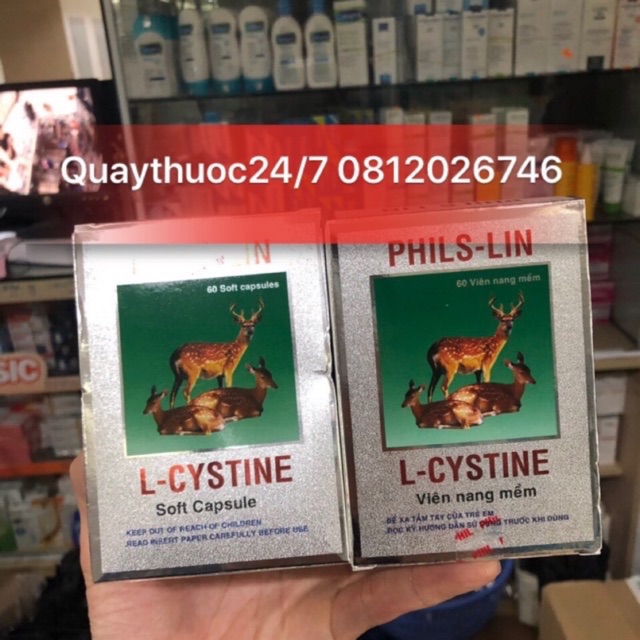 Quaythuoc24/7 0812026746
IN
60 Soft capsules
L-CYSTINE
Soft Capsule
KEEP OUT OF REACH OF CHILDREN
READ INSERT PAPER CAREFULLY BEFORE USE
PHILS-LIN
60 Viên nang mềm
L-CYSTINE
Viên nang mềm
ĐỂ XA TẦM TAY CỦA TRẺ EM
ĐỌC KỸ HƯỚNG DẪN SỬ DỤNG TRƯỚC KHI DÙNG
SIC